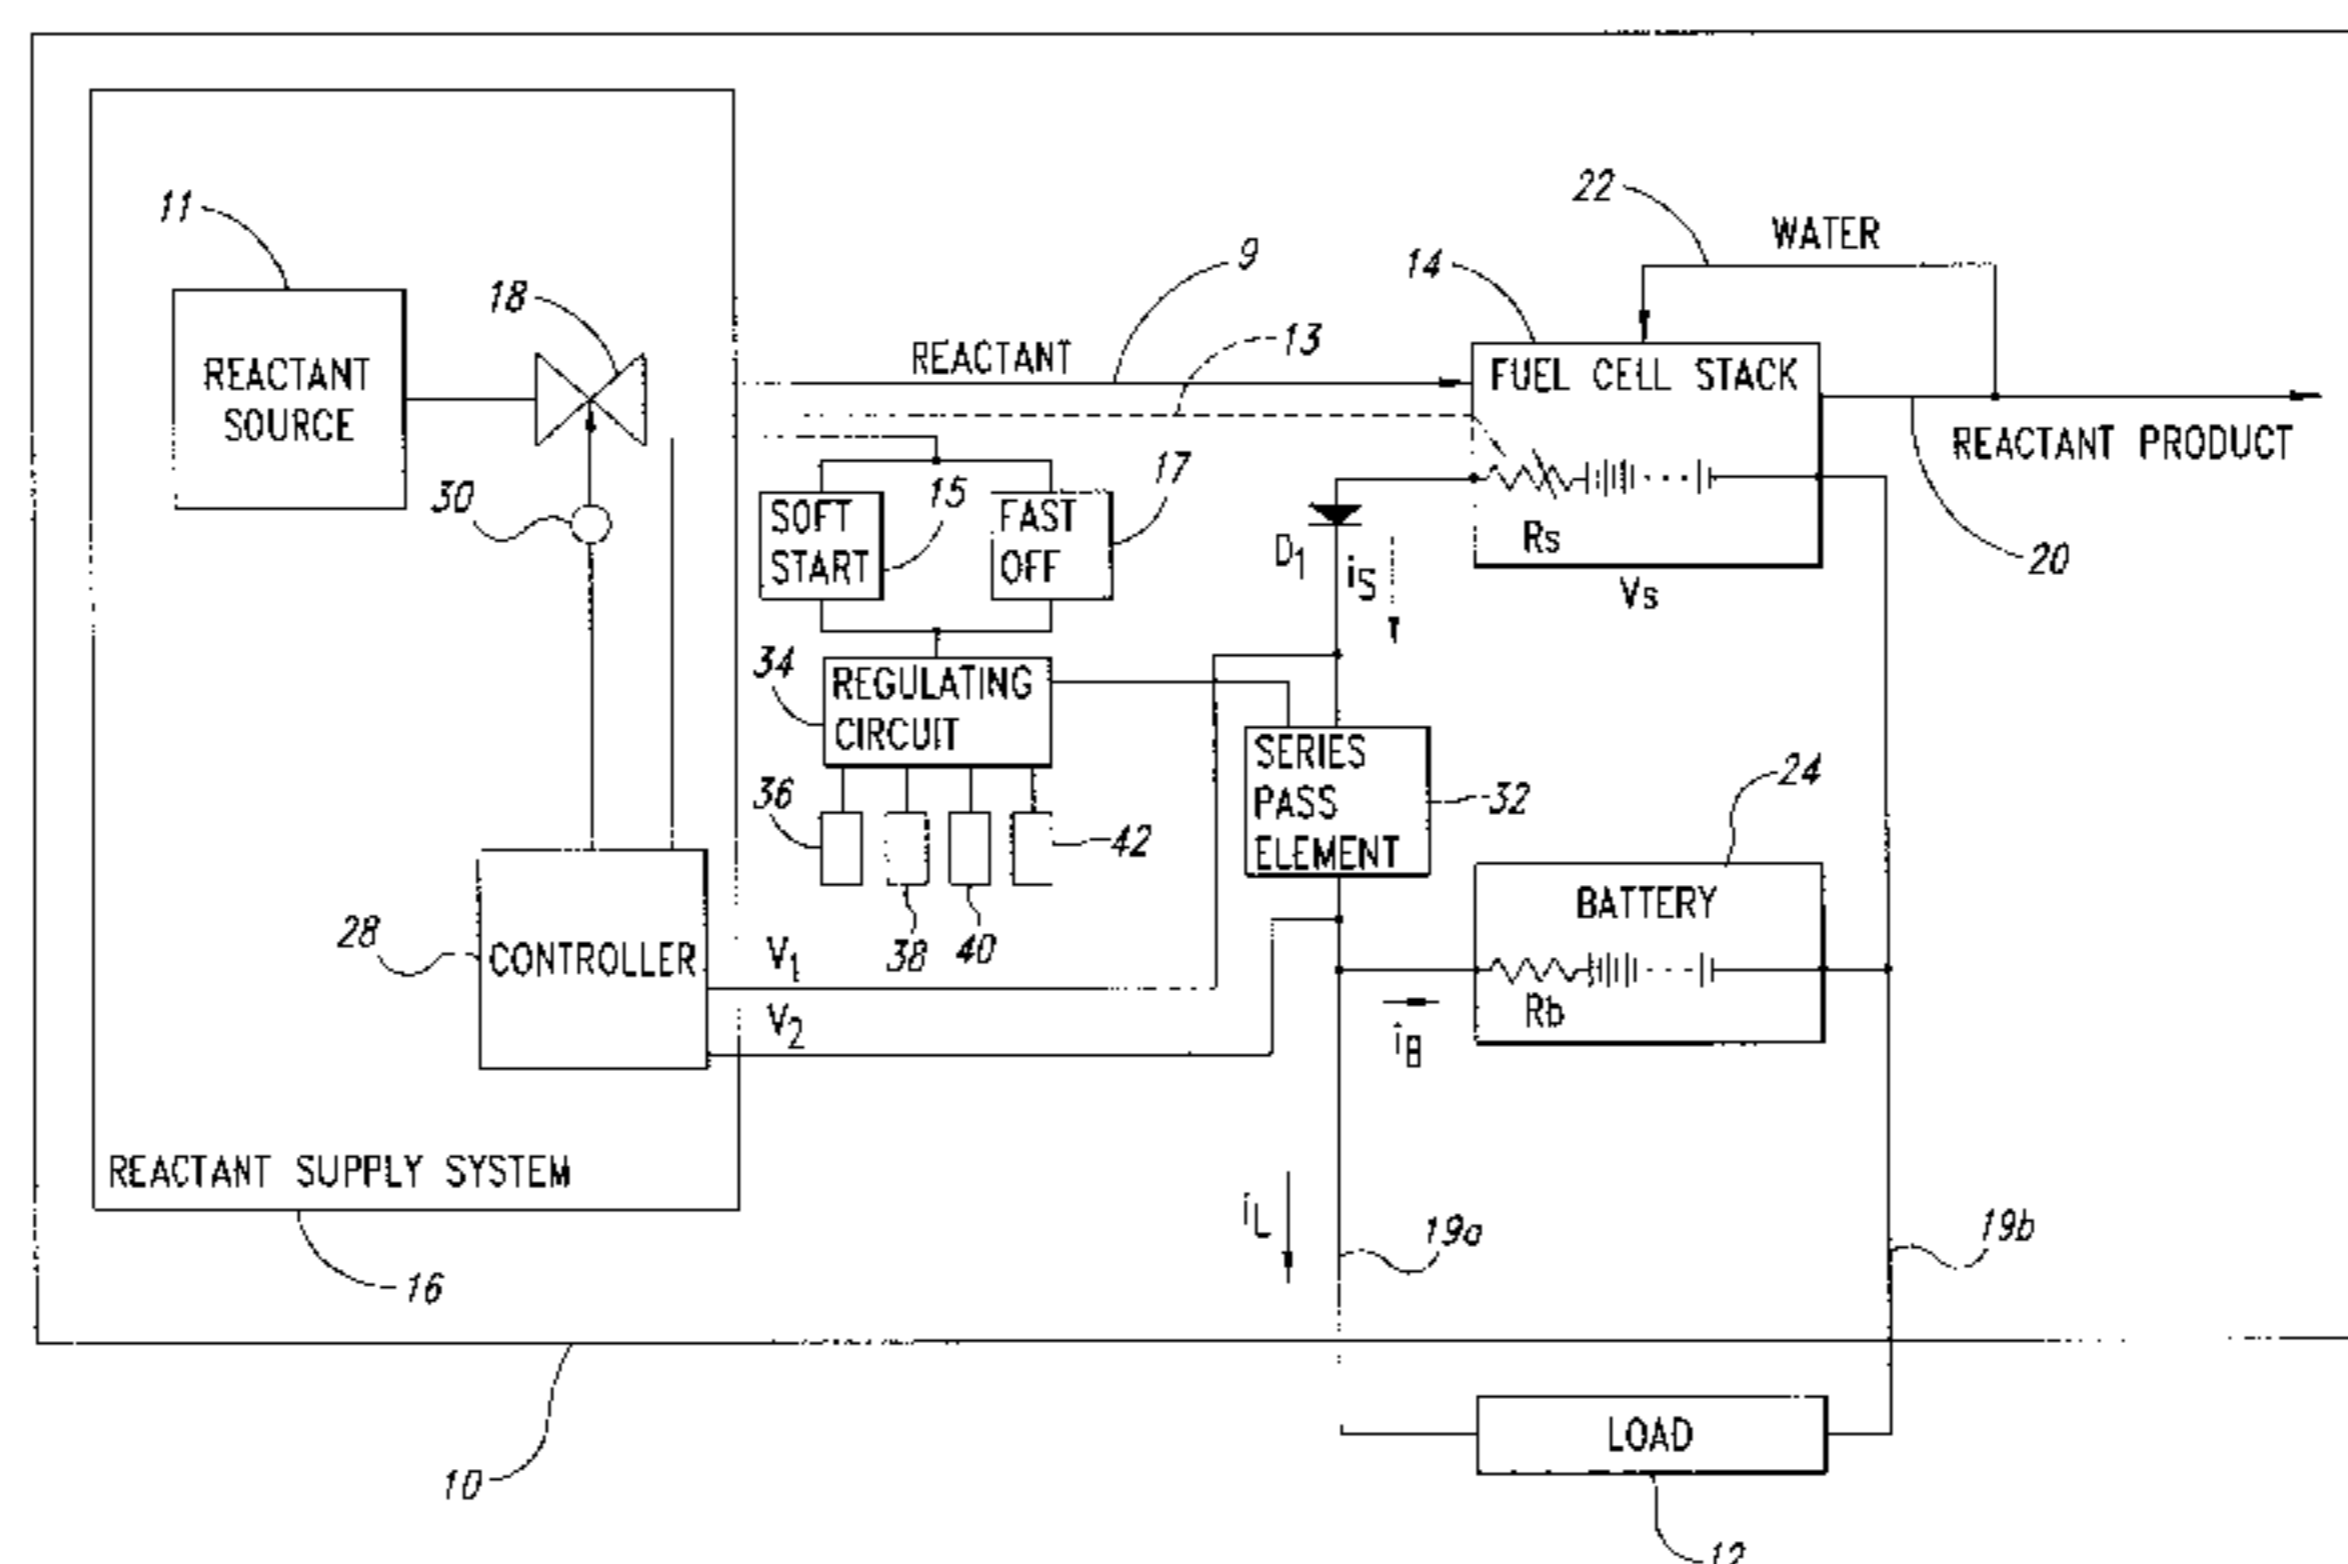 11
REACTANT
SOURCE
18
30
28
CONTROLLER
REACTANT SUPPLY SYSTEM
16
10
REACTANT
9
13
SOFT
START
15
FAST
OFF
17
34
REGULATING
CIRCUIT
36
38
40
42
V1
V2
22
WATER
14
FUEL CELL STACK
Rs
Vs
REACTANT PRODUCT
20
D1
iS
SERIES
PASS
ELEMENT
32
24
BATTERY
Rb
iB
iL
19a
19b
LOAD
12